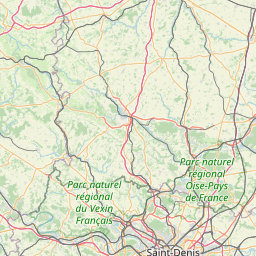 Parc naturel
régional
Oise-Pays
de France
Parc naturel
régional
du Vexin
Français
Saint-Denis